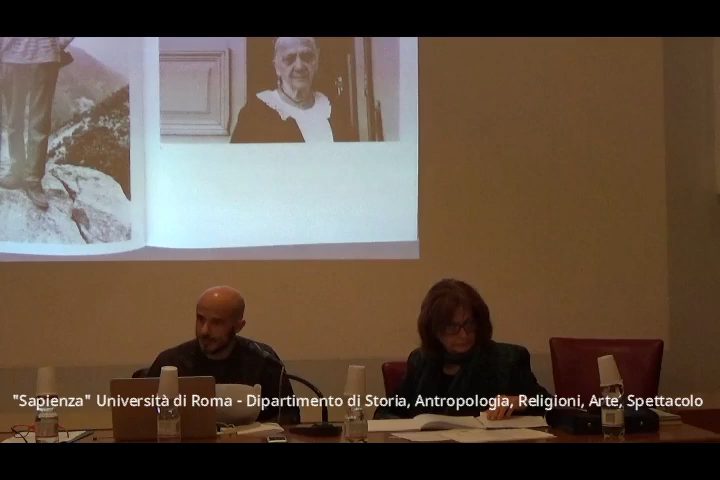 "Sapienza" Università di Roma - Dipartimento di Storia, Antropologia, Religioni, Arte, Spettacolo